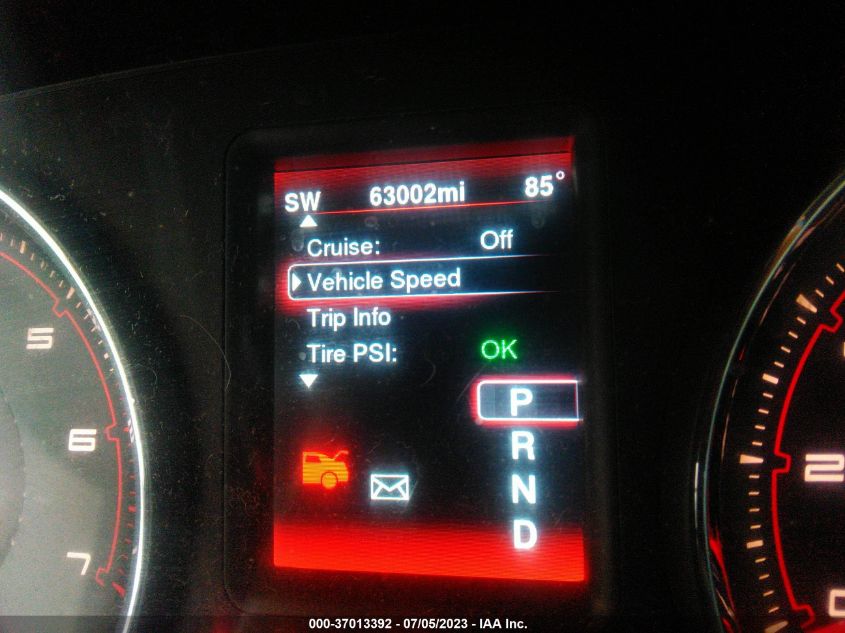 SW 63002mi 85°
Cruise: Off
Vehicle Speed
Trip Info
Tire PSI: OK
P
R
N
D
5
6
7
2
0
000-37013392 - 07/05/2023 - IAA Inc.